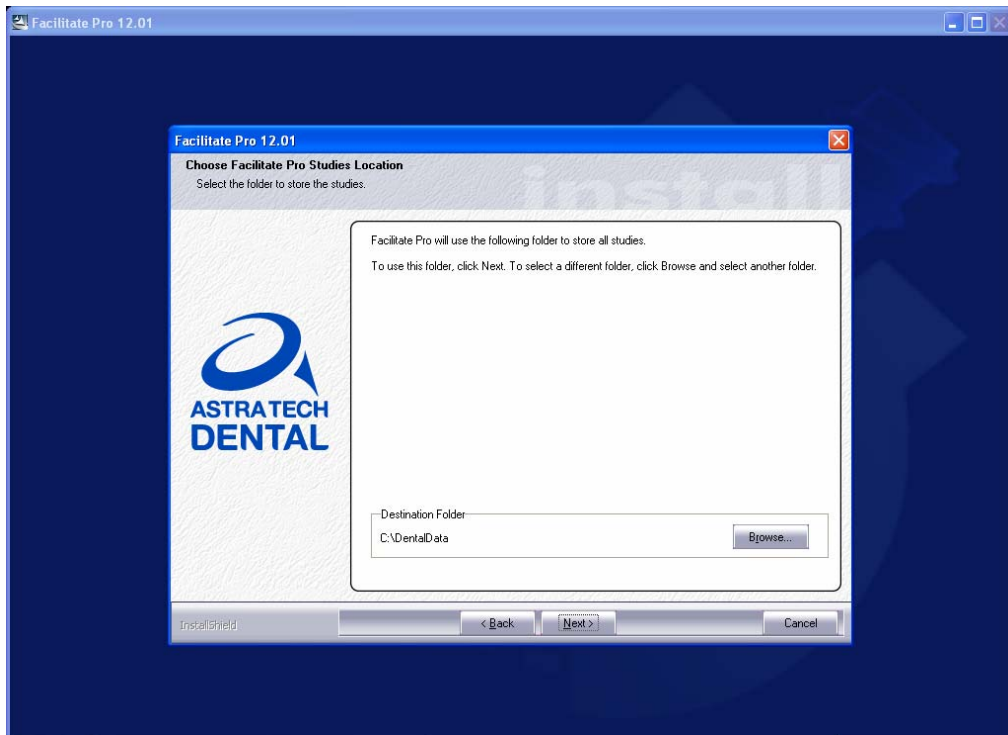 Facilitate Pro 12.01
Facilitate Pro 12.01
Choose Facilitate Pro Studies Location
Select the folder to store the studies.
install
Facilitate Pro will use the following folder to store all studies.
To use this folder, click Next. To select a different folder, click Browse and select another folder.
ASTRA TECH
DENTAL
Destination Folder
C:\DentalData
Browse...
InstallShield
< Back
Next >
Cancel